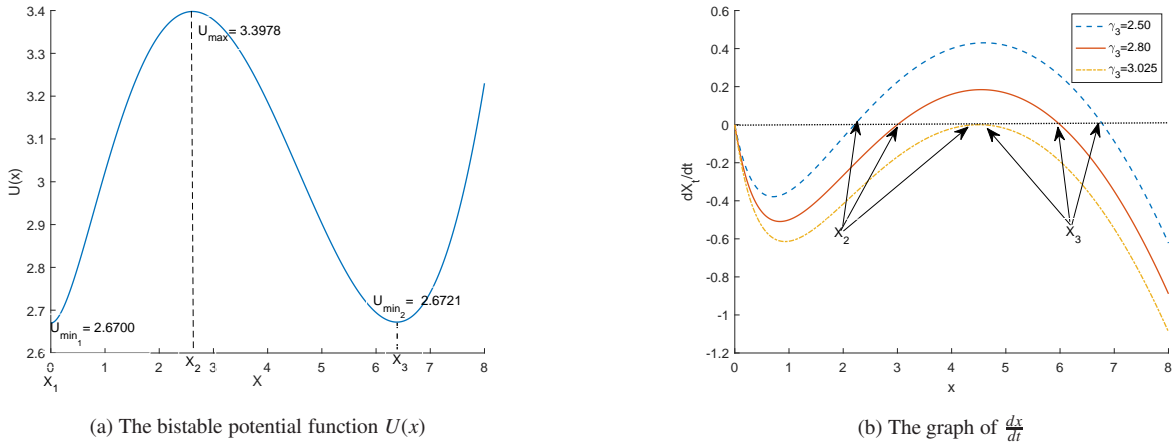 3.4
3.3
3.2
3.1
3
2.9
2.8
2.7
2.6
U(x)
U_max = 3.3978
U_min_1 = 2.6700
U_min_2 = 2.6721
0 1 2 3 4 5 6 7 8
X_1 X_2 X X_3
(a) The bistable potential function U(x)
0.6
0.4
0.2
0
-0.2
-0.4
-0.6
-0.8
-1
-1.2
dX_t/dt
γ_3=2.50
γ_3=2.80
γ_3=3.025
X_2 X_3
0 1 2 3 4 5 6 7 8
x
(b) The graph of dx/dt